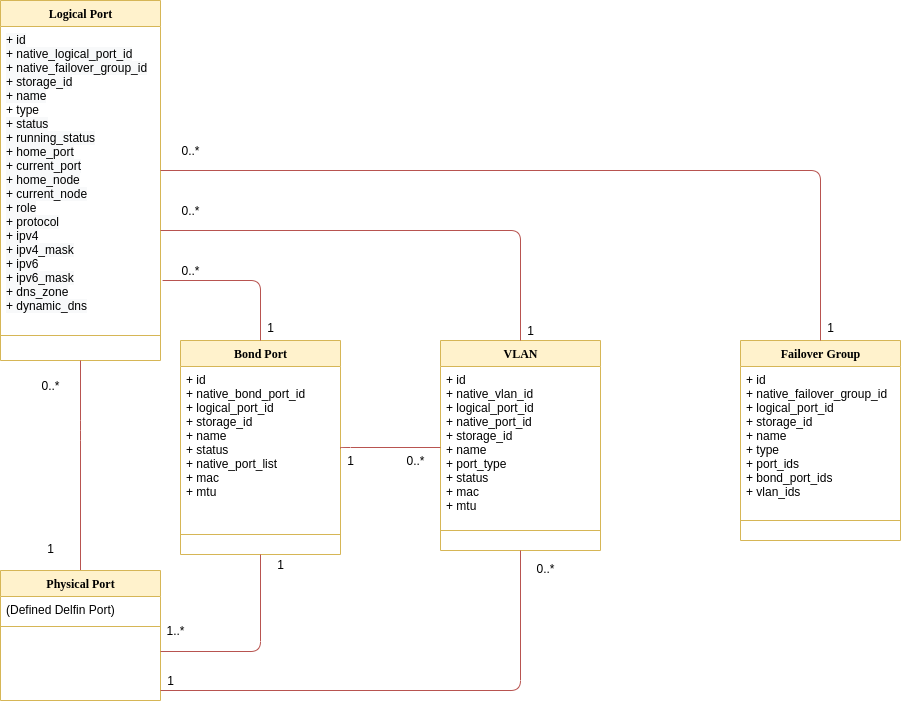 Logical Port
+ id
+ native_logical_port_id
+ native_failover_group_id
+ storage_id
+ name
+ type
+ status
+ running_status
+ home_port
+ current_port
+ home_node
+ current_node
+ role
+ protocol
+ ipv4
+ ipv4_mask
+ ipv6
+ ipv6_mask
+ dns_zone
+ dynamic_dns
0..*
0..*
0..*
1
1
1
0..*
1
Bond Port
+ id
+ native_bond_port_id
+ logical_port_id
+ storage_id
+ name
+ status
+ native_port_list
+ mac
+ mtu
1
0..*
VLAN
+ id
+ native_vlan_id
+ logical_port_id
+ native_port_id
+ storage_id
+ name
+ port_type
+ status
+ mac
+ mtu
Failover Group
+ id
+ native_failover_group_id
+ logical_port_id
+ storage_id
+ name
+ type
+ port_ids
+ bond_port_ids
+ vlan_ids
1
0..*
Physical Port
(Defined Delfin Port)
1..*
1